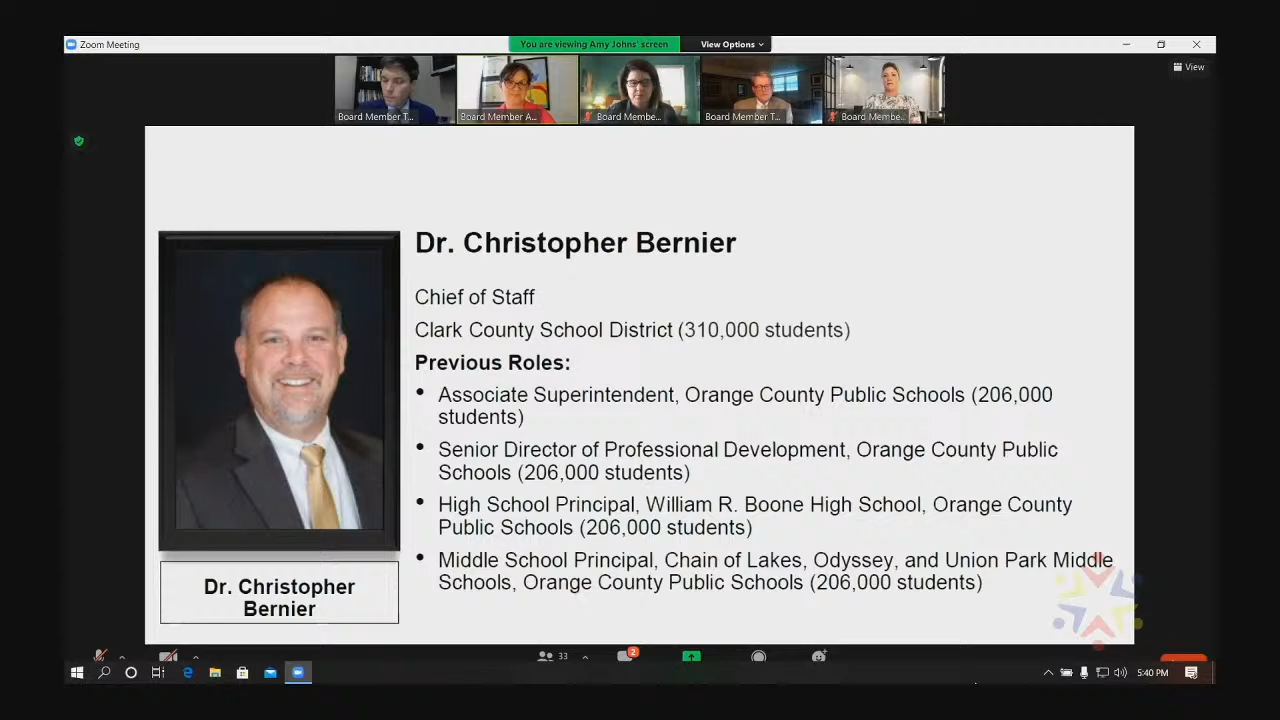 Zoom Meeting
You are viewing Amy Johns' screen
View Options
View
Board Member T...
Board Member A...
Board Membe...
Board Member T...
Board Membe...
Dr. Christopher Bernier
Chief of Staff
Clark County School District (310,000 students)
Previous Roles:
• Associate Superintendent, Orange County Public Schools (206,000
students)
• Senior Director of Professional Development, Orange County Public
Schools (206,000 students)
• High School Principal, William R. Boone High School, Orange County
Public Schools (206,000 students)
• Middle School Principal, Chain of Lakes, Odyssey, and Union Park Middle
Schools, Orange County Public Schools (206,000 students)
Dr. Christopher
Bernier
33
2
5:40 PM